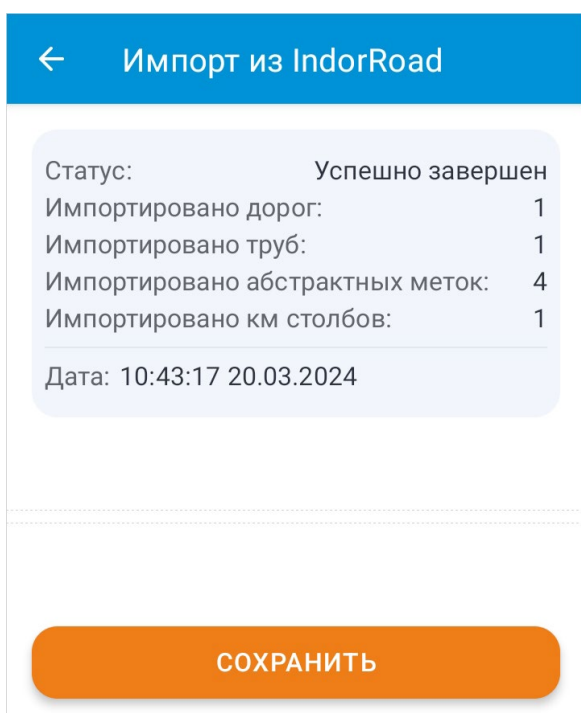 Импорт из IndorRoad
Статус: Успешно завершен
Импортировано дорог: 1
Импортировано труб: 1
Импортировано абстрактных меток: 4
Импортировано км столбов: 1
Дата: 10:43:17 20.03.2024
СОХРАНИТЬ